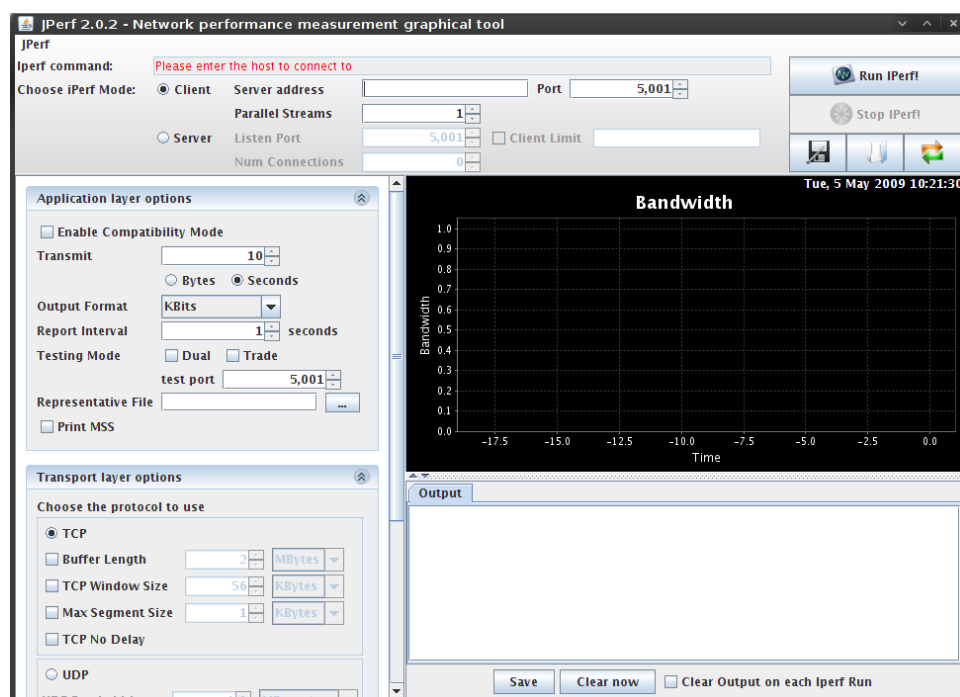 JPerf 2.0.2 - Network performance measurement graphical tool
JPerf
Iperf command: Please enter the host to connect to
Choose iPerf Mode: Client Server address Port 5,001
Parallel Streams 1
Server Listen Port 5,001 Client Limit
Num Connections 0
Run IPerf!
Stop IPerf!
Application layer options
Enable Compatibility Mode
Transmit 10
Bytes Seconds
Output Format KBits
Report Interval 1 seconds
Testing Mode Dual Trade
test port 5,001
Representative File ...
Print MSS
Transport layer options
Choose the protocol to use
TCP
Buffer Length 2 MBytes
TCP Window Size 56 KBytes
Max Segment Size 1 KBytes
TCP No Delay
UDP
Tue, 5 May 2009 10:21:30
Bandwidth
1.0
0.9
0.8
0.7
0.6
0.5
0.4
0.3
0.2
0.1
0.0
Bandwidth
-17.5 -15.0 -12.5 -10.0 -7.5 -5.0 -2.5 0.0
Time
Output
Save Clear now Clear Output on each Iperf Run